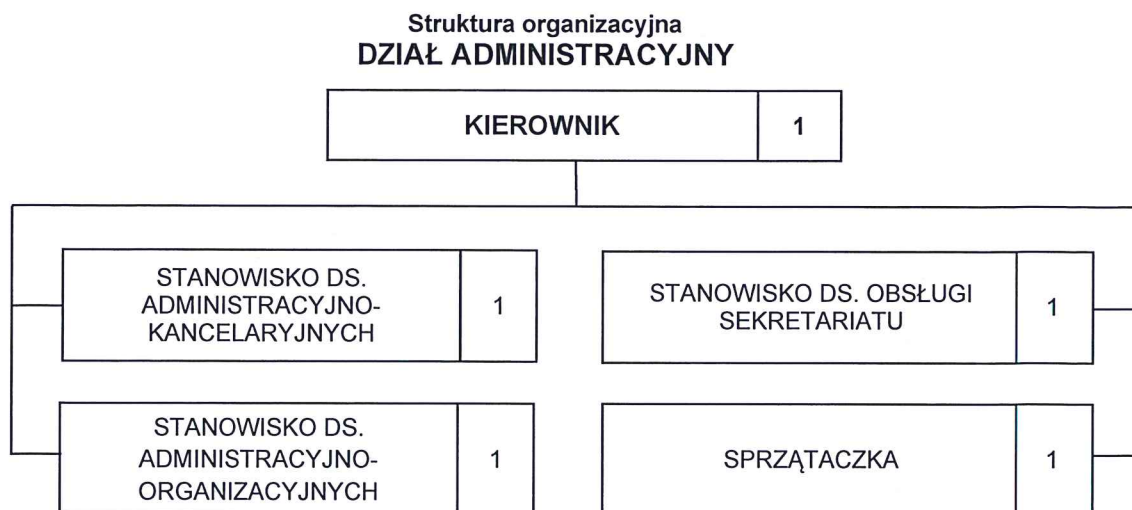 Struktura organizacyjna
DZIAŁ ADMINISTRACYJNY
KIEROWNIK 1
STANOWISKO DS.
ADMINISTRACYJNO-
KANCELARYJNYCH
1
STANOWISKO DS. OBSŁUGI
SEKRETARIATU
1
STANOWISKO DS.
ADMINISTRACYJNO-
ORGANIZACYJNYCH
1
SPRZĄTACZKA 1